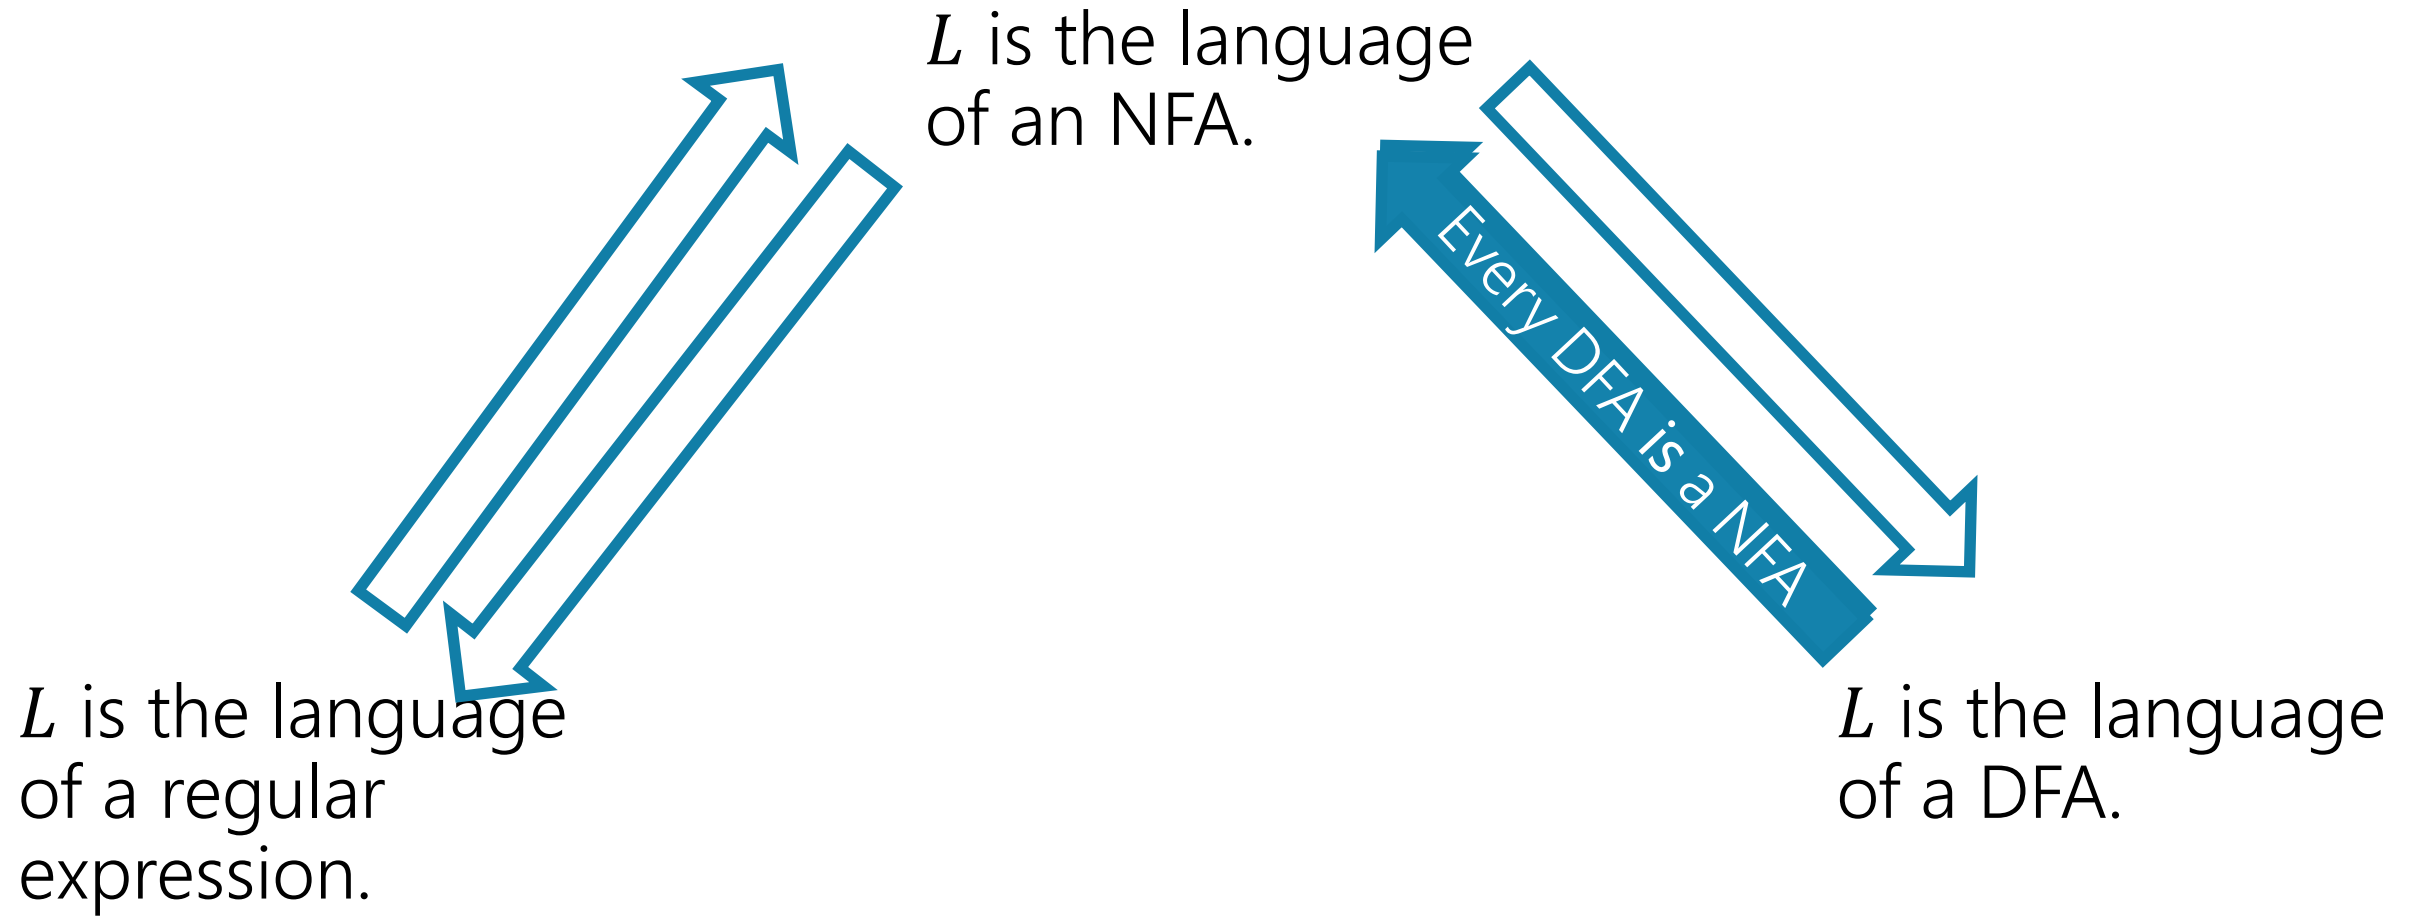 L is the language
of an NFA.
Every DFA is a NFA
L is the language
of a regular
expression.
L is the language
of a DFA.